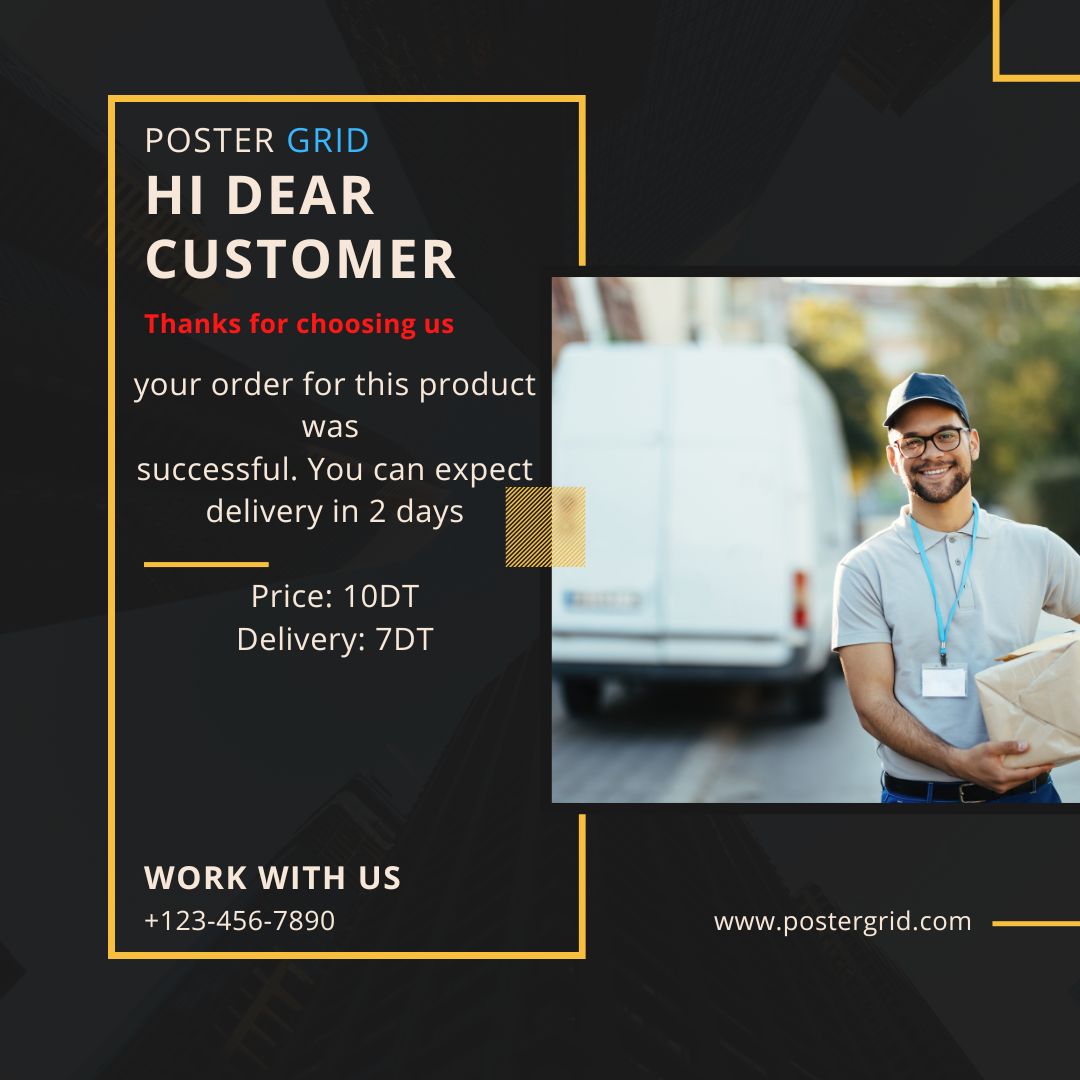 POSTER GRID
HI DEAR
CUSTOMER
Thanks for choosing us
your order for this product
was
successful. You can expect
delivery in 2 days
Price: 10DT
Delivery: 7DT
WORK WITH US
+123-456-7890
www.postergrid.com